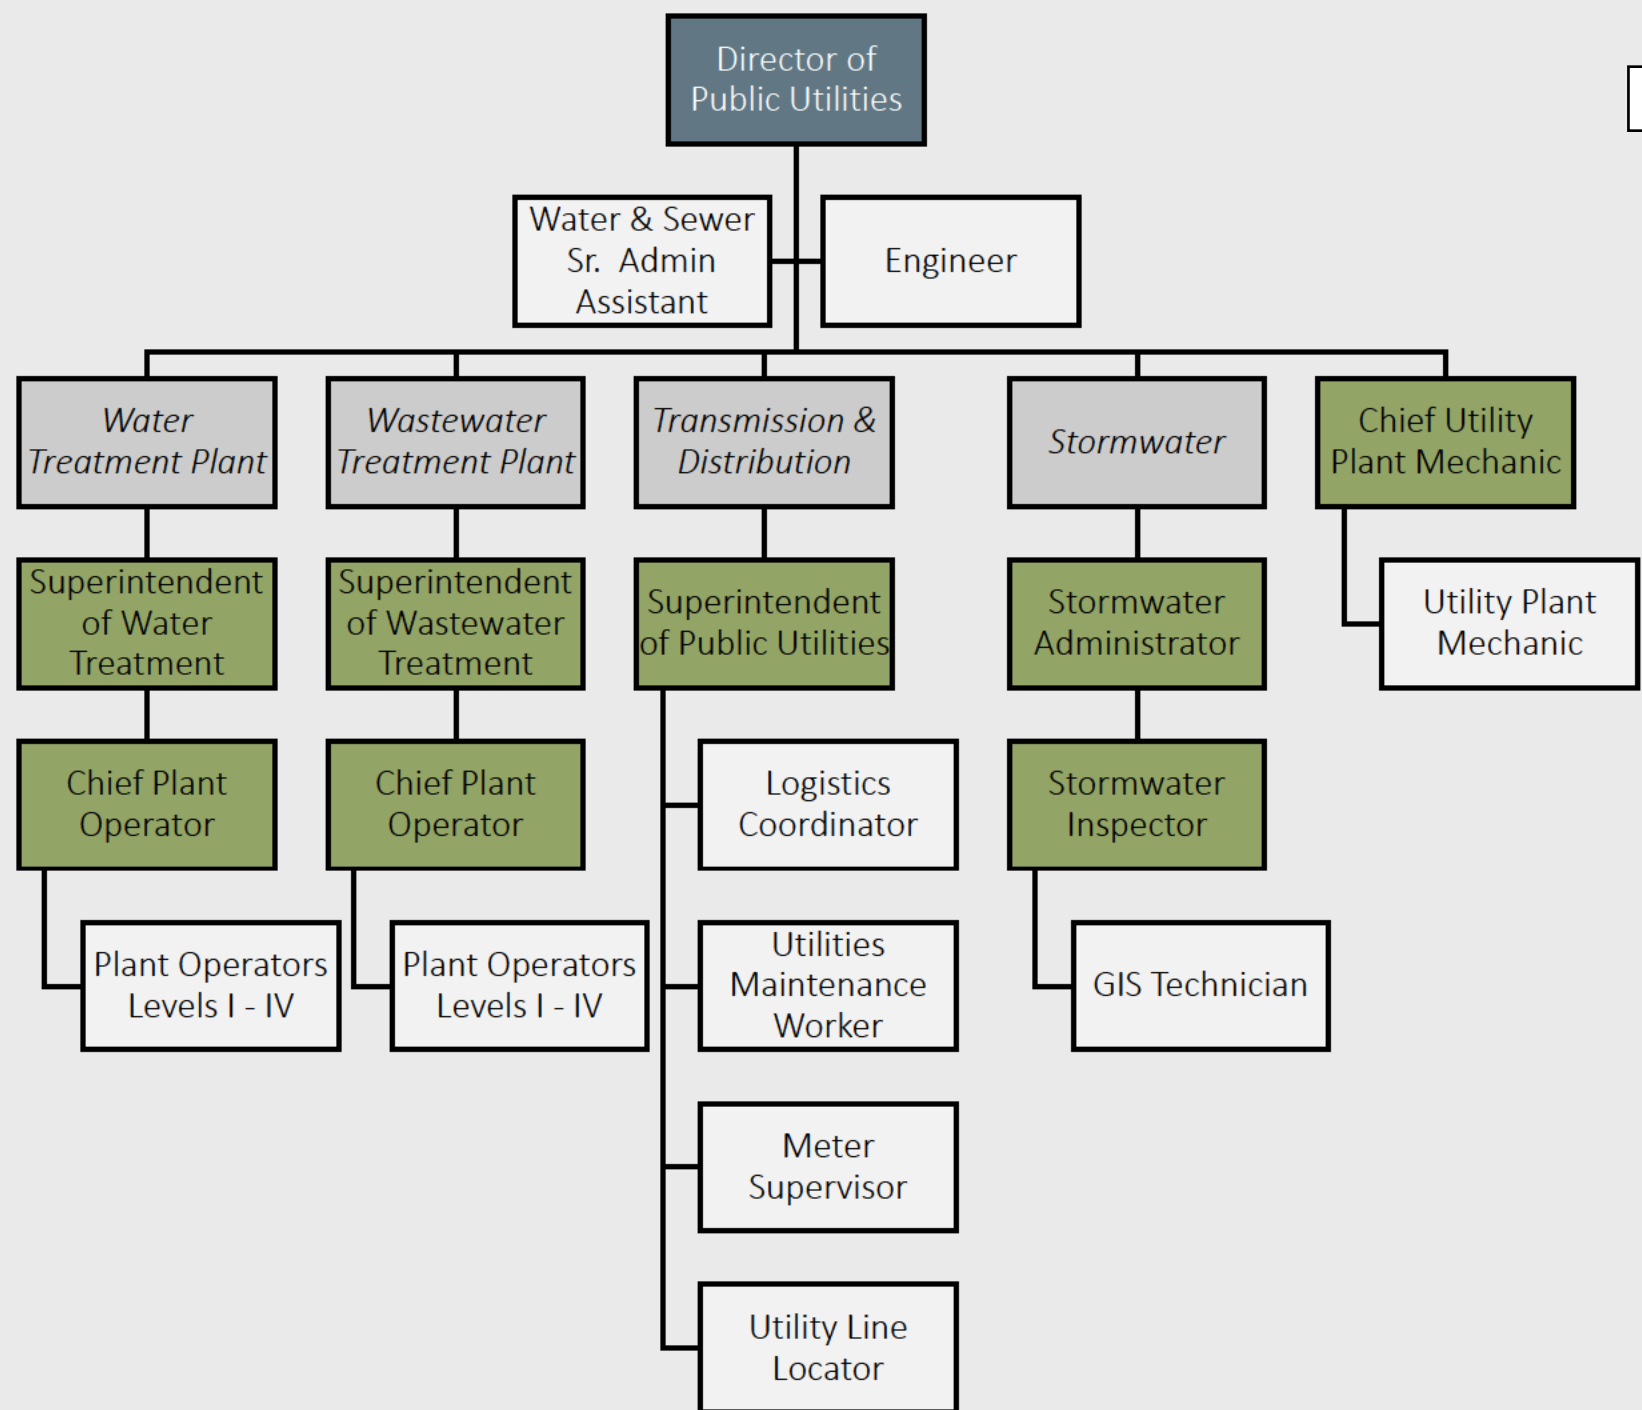 Director of
Public Utilities
Water & Sewer
Sr. Admin
Assistant
Engineer
Water
Treatment Plant
Wastewater
Treatment Plant
Transmission &
Distribution
Stormwater
Chief Utility
Plant Mechanic
Superintendent
of Water
Treatment
Superintendent
of Wastewater
Treatment
Superintendent
of Public Utilities
Stormwater
Administrator
Utility Plant
Mechanic
Chief Plant
Operator
Chief Plant
Operator
Logistics
Coordinator
Stormwater
Inspector
Plant Operators
Levels I - IV
Plant Operators
Levels I - IV
Utilities
Maintenance
Worker
GIS Technician
Meter
Supervisor
Utility Line
Locator